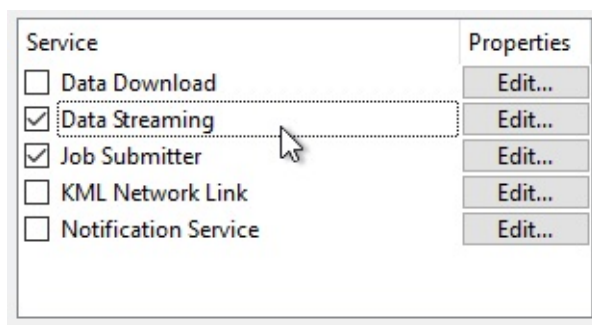 Service Properties
Data Download Edit...
Data Streaming Edit...
Job Submitter Edit...
KML Network Link Edit...
Notification Service Edit...